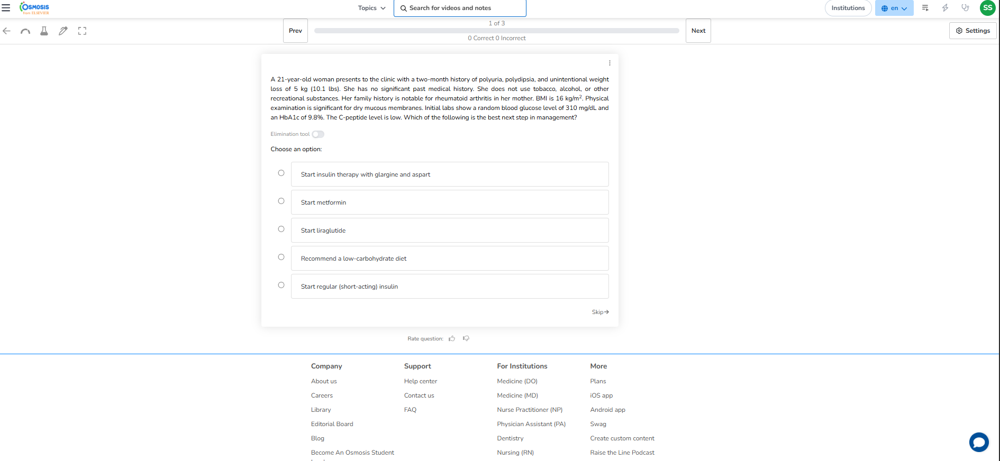 OSMOSIS
from ELSEVIER
Topics
Search for videos and notes
Institutions
en
SS
Prev
1 of 3
0 Correct 0 Incorrect
Next
Settings
A 21-year-old woman presents to the clinic with a two-month history of polyuria, polydipsia, and unintentional weight
loss of 5 kg (10.1 lbs). She has no significant past medical history. She does not use tobacco, alcohol, or other
recreational substances. Her family history is notable for rheumatoid arthritis in her mother. BMI is 16 kg/m². Physical
examination is significant for dry mucous membranes. Initial labs show a random blood glucose level of 310 mg/dL and
an HbA1c of 9.8%. The C-peptide level is low. Which of the following is the best next step in management?
Elimination tool
Choose an option:
Start insulin therapy with glargine and aspart
Start metformin
Start liraglutide
Recommend a low-carbohydrate diet
Start regular (short-acting) insulin
Skip→
Rate question:
Company
Support
For Institutions
More
About us
Help center
Medicine (DO)
Plans
Careers
Contact us
Medicine (MD)
iOS app
Library
FAQ
Nurse Practitioner (NP)
Android app
Editorial Board
Physician Assistant (PA)
Swag
Blog
Dentistry
Create custom content
Become An Osmosis Student
Nursing (RN)
Raise the Line Podcast